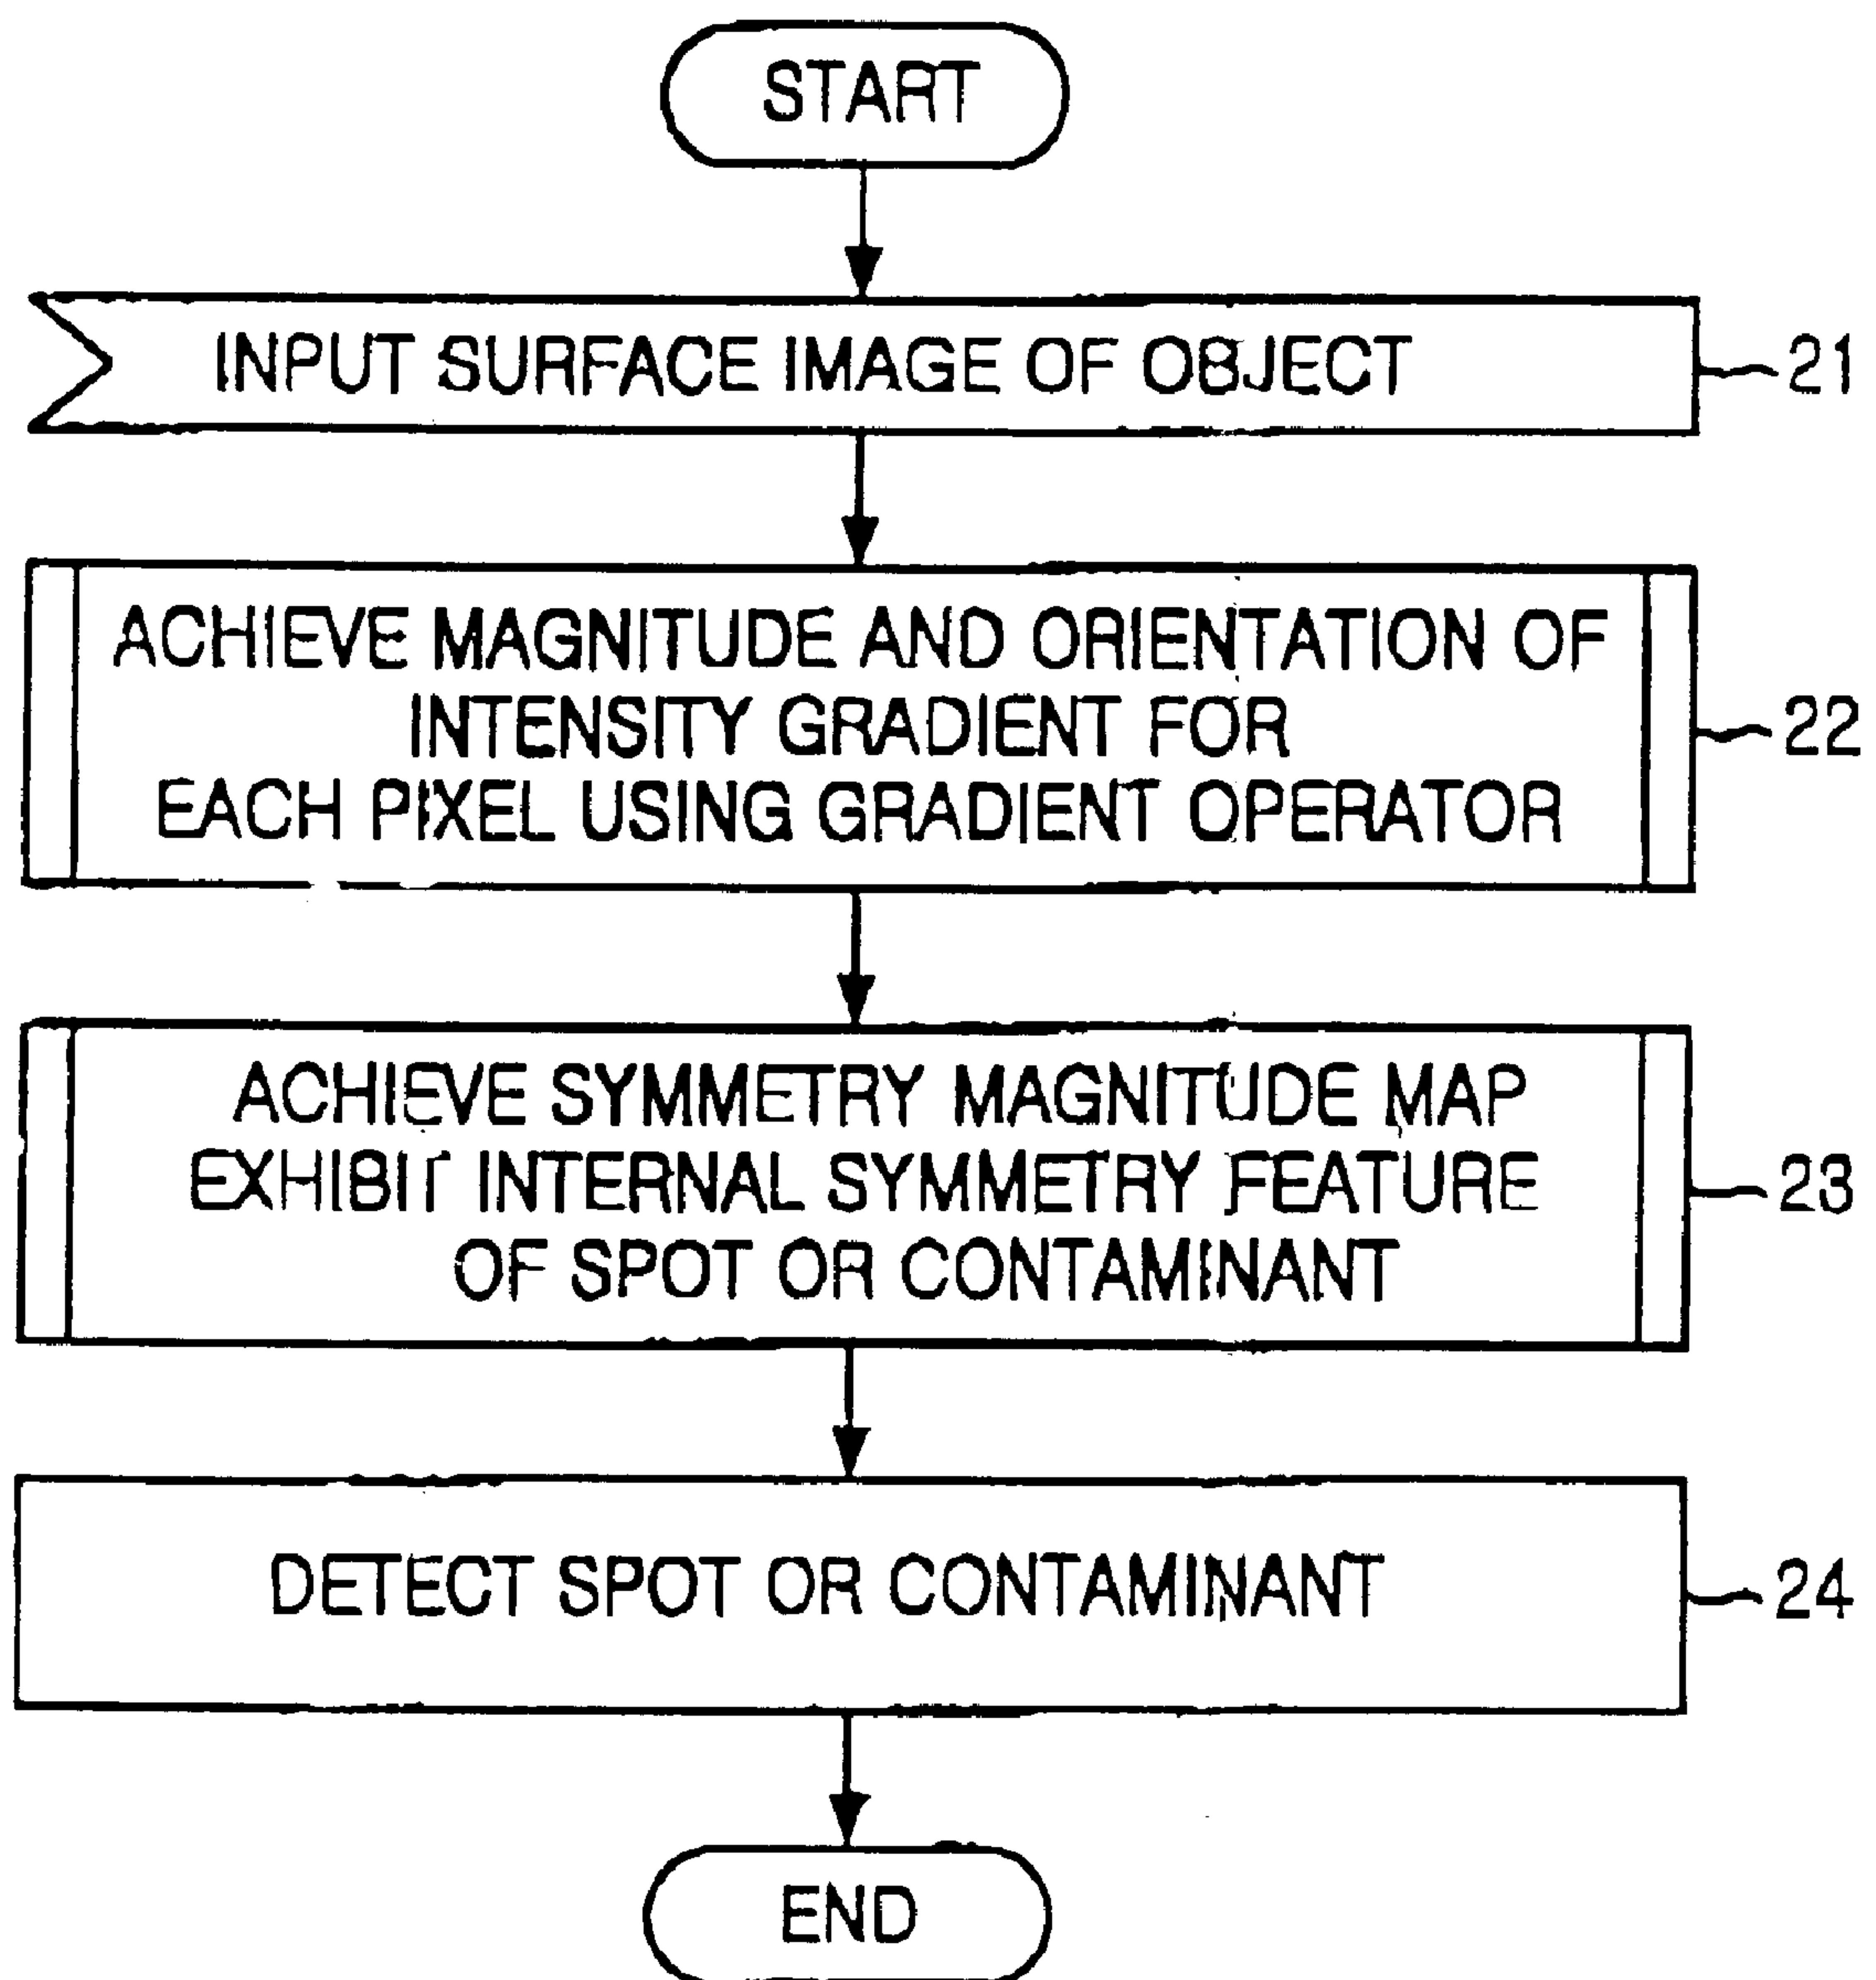 START
INPUT SURFACE IMAGE OF OBJECT
21
ACHIEVE MAGNITUDE AND ORIENTATION OF
INTENSITY GRADIENT FOR
EACH PIXEL USING GRADIENT OPERATOR
22
ACHIEVE SYMMETRY MAGNITUDE MAP
EXHIBIT INTERNAL SYMMETRY FEATURE
OF SPOT OR CONTAMINANT
23
DETECT SPOT OR CONTAMINANT
24
END